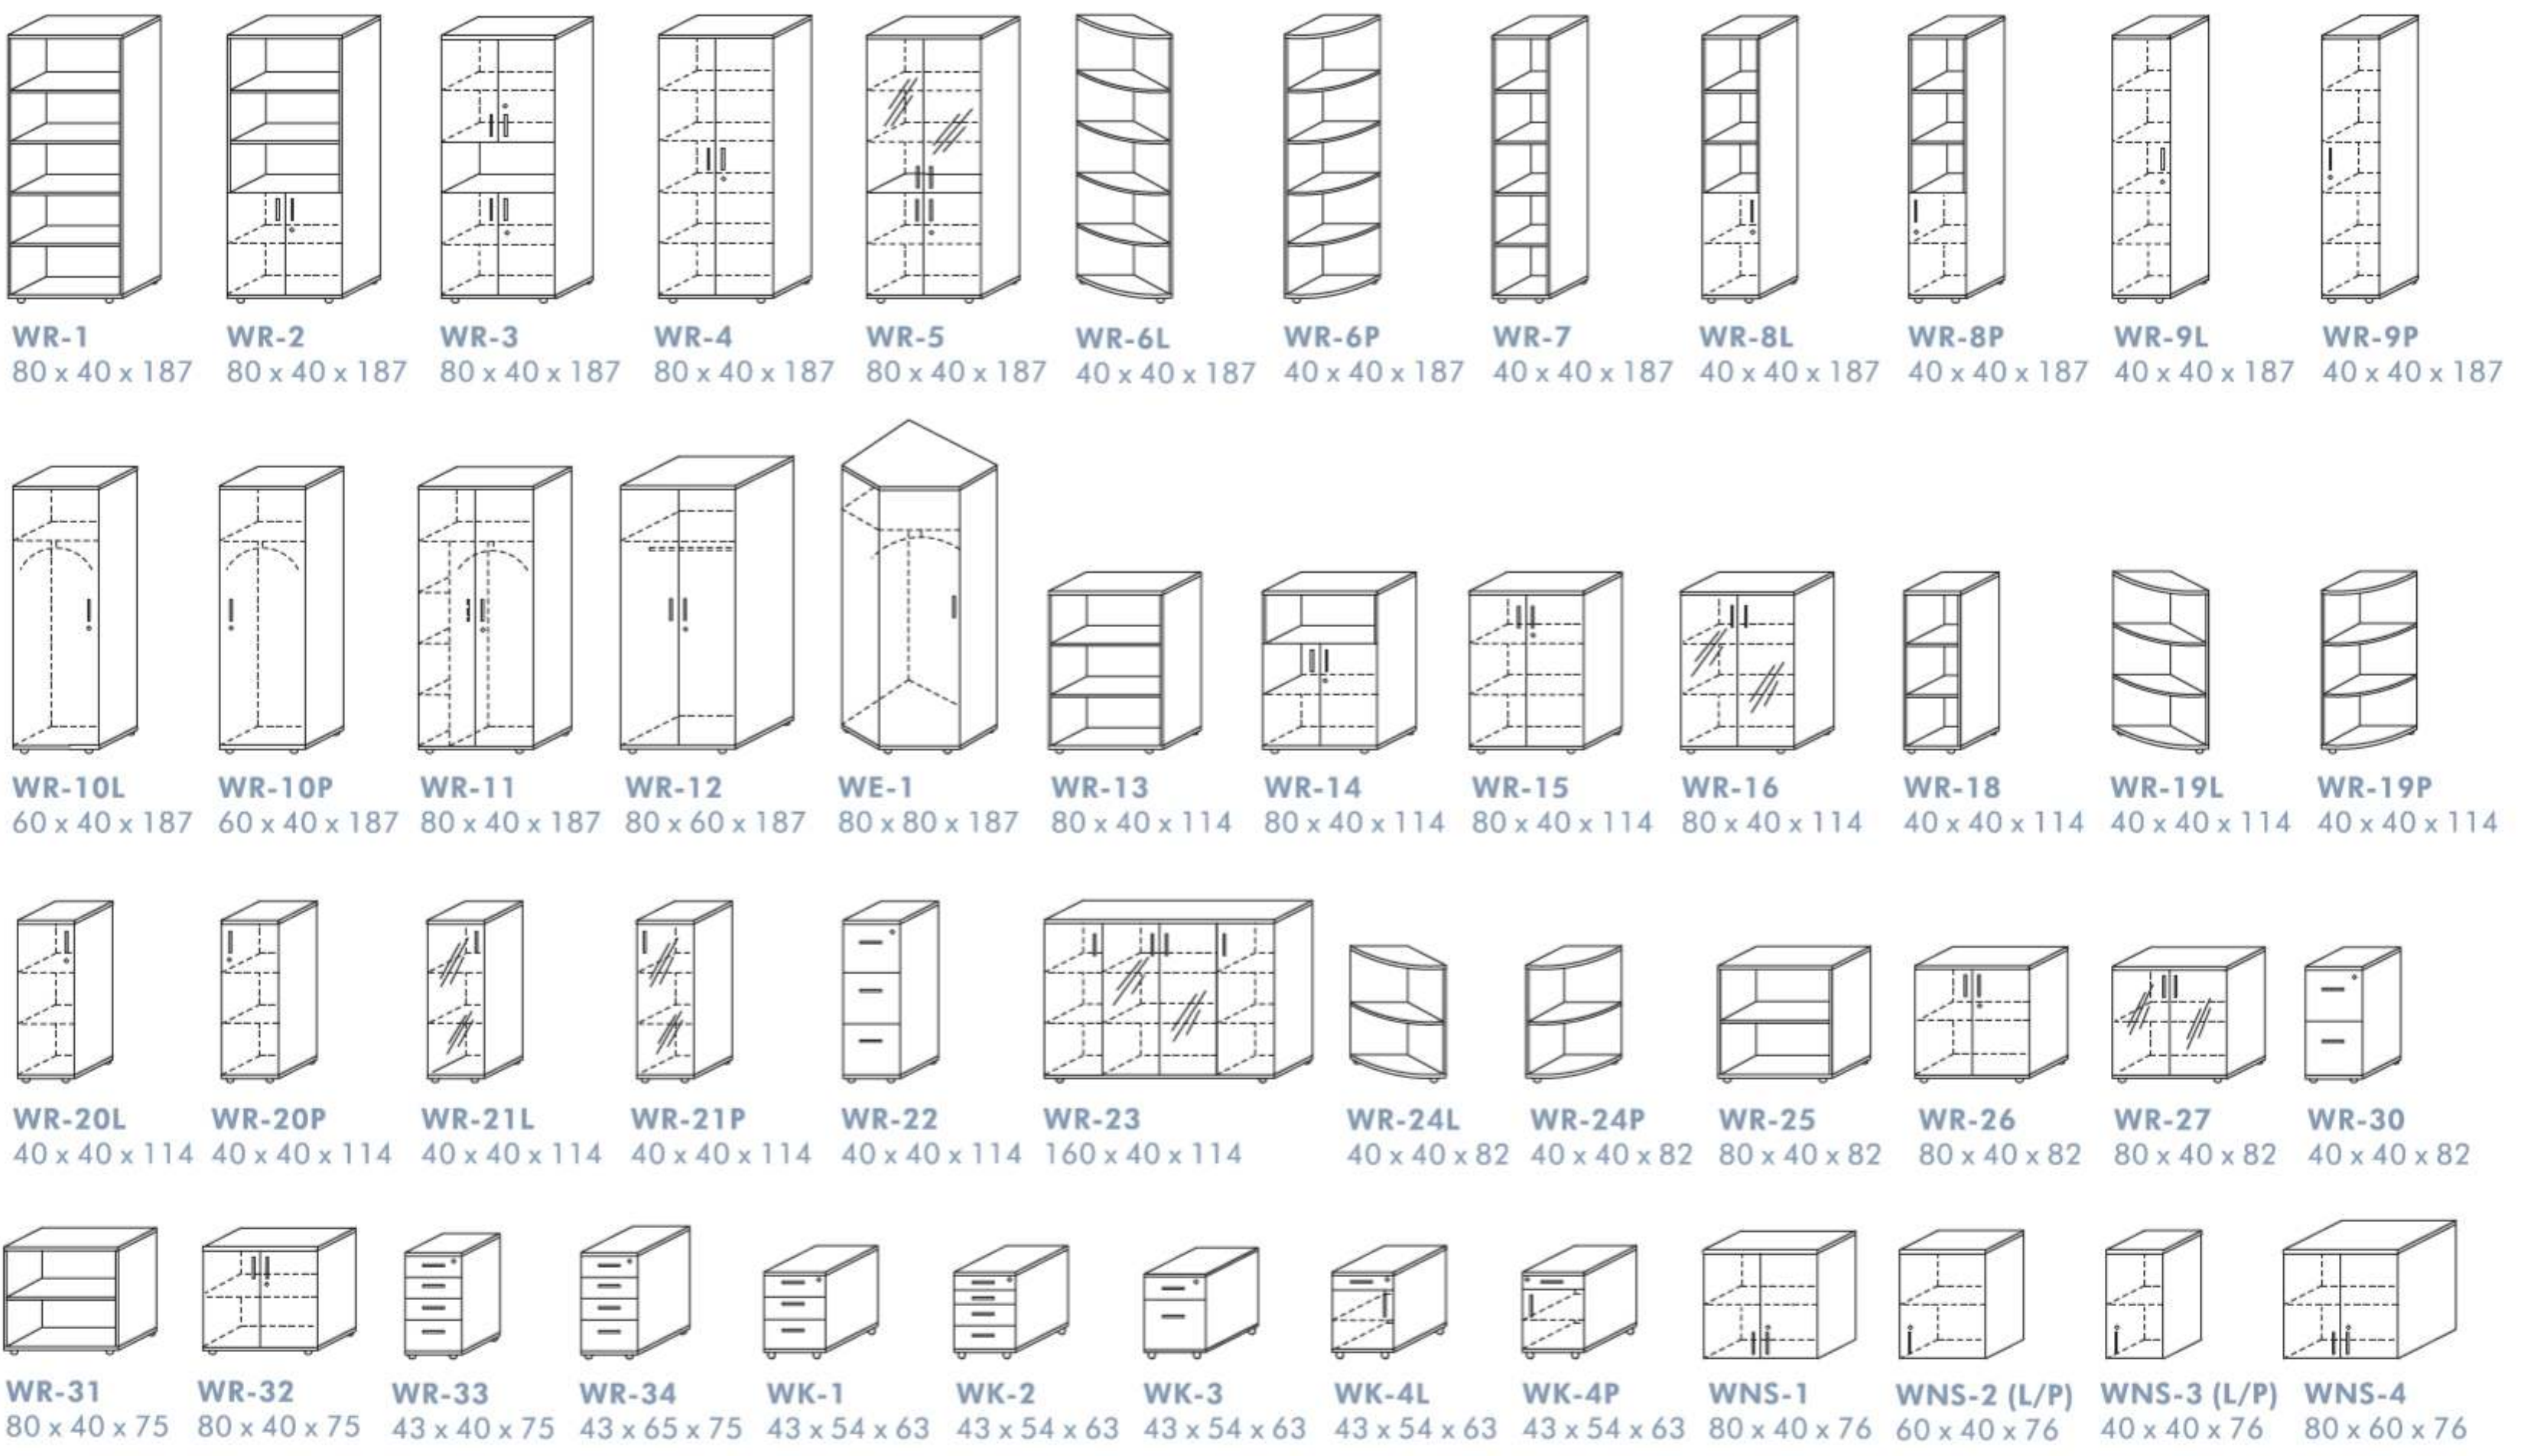 WR-1 WR-2 WR-3 WR-4 WR-5 WR-6L WR-6P WR-7 WR-8L WR-8P WR-9L WR-9P
80 x 40 x 187 80 x 40 x 187 80 x 40 x 187 80 x 40 x 187 80 x 40 x 187 40 x 40 x 187 40 x 40 x 187 40 x 40 x 187 40 x 40 x 187 40 x 40 x 187 40 x 40 x 187 40 x 40 x 187
WR-10L WR-10P WR-11 WR-12 WE-1 WR-13 WR-14 WR-15 WR-16 WR-18 WR-19L WR-19P
60 x 40 x 187 60 x 40 x 187 80 x 40 x 187 80 x 60 x 187 80 x 80 x 187 80 x 40 x 114 80 x 40 x 114 80 x 40 x 114 80 x 40 x 114 40 x 40 x 114 40 x 40 x 114 40 x 40 x 114
WR-20L WR-20P WR-21L WR-21P WR-22 WR-23 WR-24L WR-24P WR-25 WR-26 WR-27 WR-30
40 x 40 x 114 40 x 40 x 114 40 x 40 x 114 40 x 40 x 114 40 x 40 x 114 160 x 40 x 114 40 x 40 x 82 40 x 40 x 82 80 x 40 x 82 80 x 40 x 82 80 x 40 x 82 40 x 40 x 82
WR-31 WR-32 WR-33 WR-34 WK-1 WK-2 WK-3 WK-4L WK-4P WNS-1 WNS-2 (L/P) WNS-3 (L/P) WNS-4
80 x 40 x 75 80 x 40 x 75 43 x 40 x 75 43 x 65 x 75 43 x 54 x 63 43 x 54 x 63 43 x 54 x 63 43 x 54 x 63 43 x 54 x 63 80 x 40 x 76 60 x 40 x 76 40 x 40 x 76 80 x 60 x 76